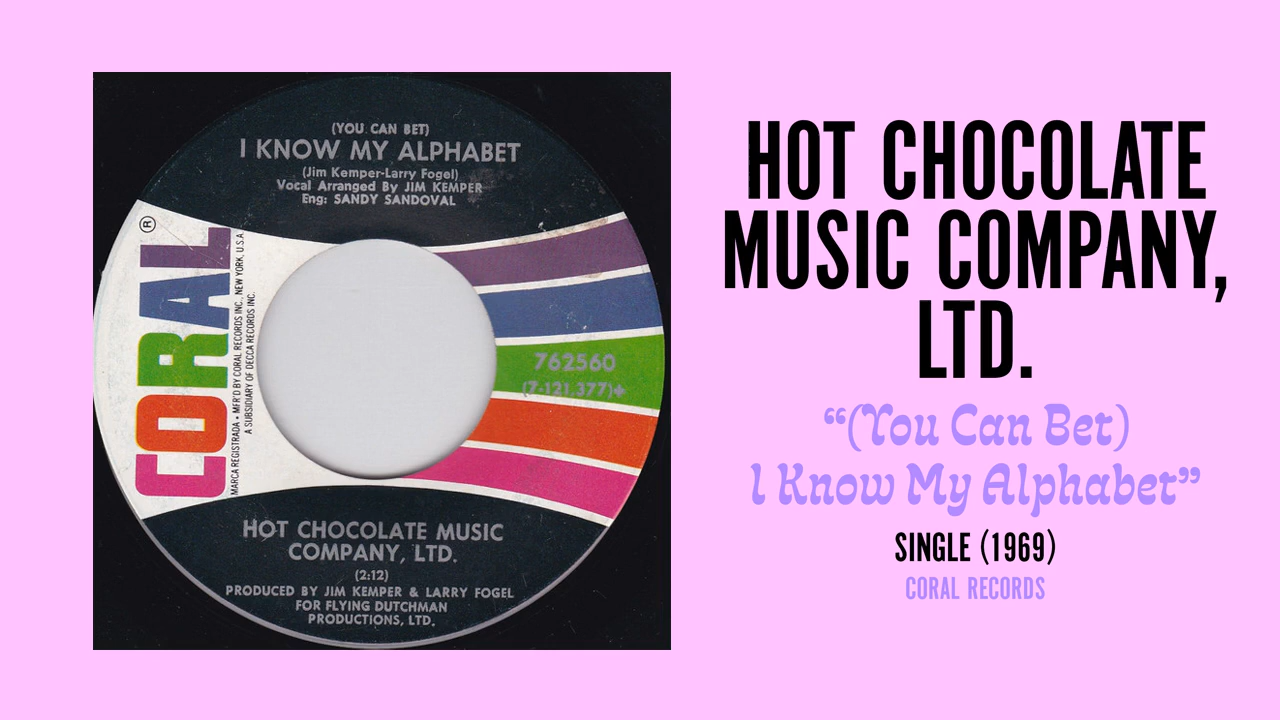 (YOU CAN BET)
I KNOW MY ALPHABET
(Jim Kemper-Larry Fogel)
Vocal Arranged By JIM KEMPER
Eng: SANDY SANDOVAL
®
CORAL
MARCA REGISTRADA • MFR'D BY CORAL RECORDS INC., NEW YORK, U.S.A.
A SUBSIDIARY OF DECCA RECORDS INC.
762560
(7-121,377)+
HOT CHOCOLATE MUSIC
COMPANY, LTD.
(2:12)
PRODUCED BY JIM KEMPER & LARRY FOGEL
FOR FLYING DUTCHMAN
PRODUCTIONS, LTD.
HOT CHOCOLATE
MUSIC COMPANY,
LTD.
“(You Can Bet)
I Know My Alphabet”
SINGLE (1969)
CORAL RECORDS